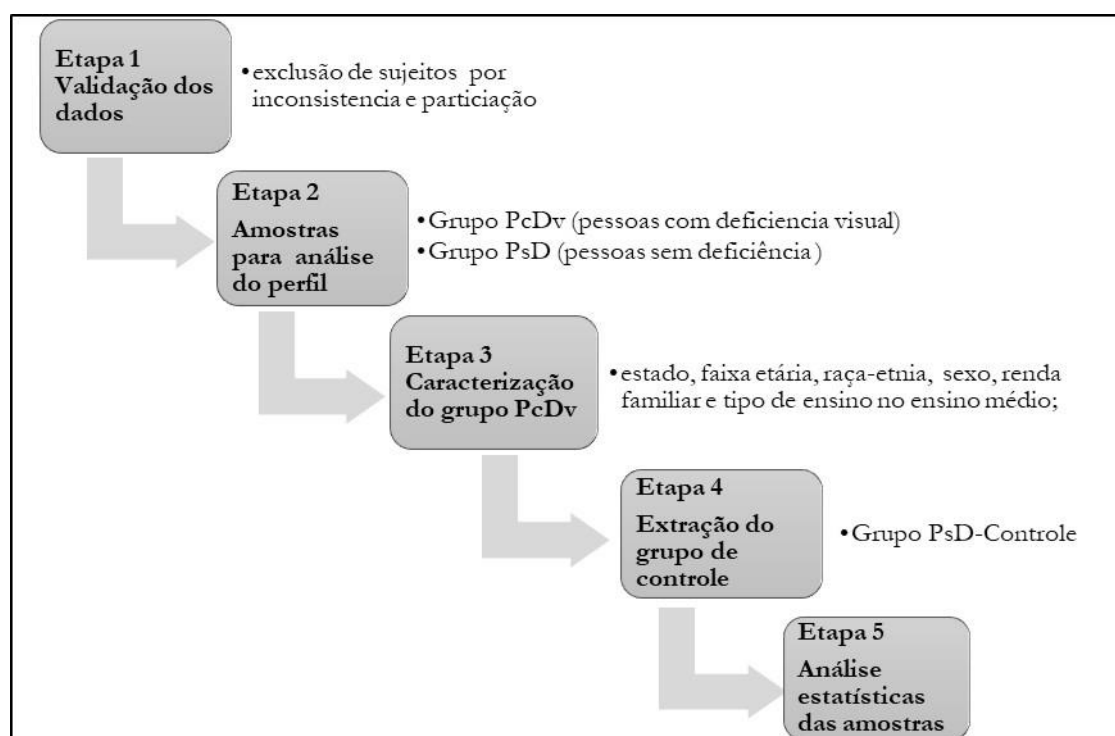 Etapa 1
Validação dos
dados
•exclusão de sujeitos por
inconsistencia e particiação
Etapa 2
Amostras
para análise
do perfil
•Grupo PcDv (pessoas com deficiencia visual)
•Grupo PsD (pessoas sem deficiência )
Etapa 3
Caracterização
do grupo PcDv
•estado, faixa etária, raça-etnia, sexo, renda
familiar e tipo de ensino no ensino médio;
Etapa 4
Extração do
grupo de
controle
•Grupo PsD-Controle
Etapa 5
Análise
estatísticas
das amostras